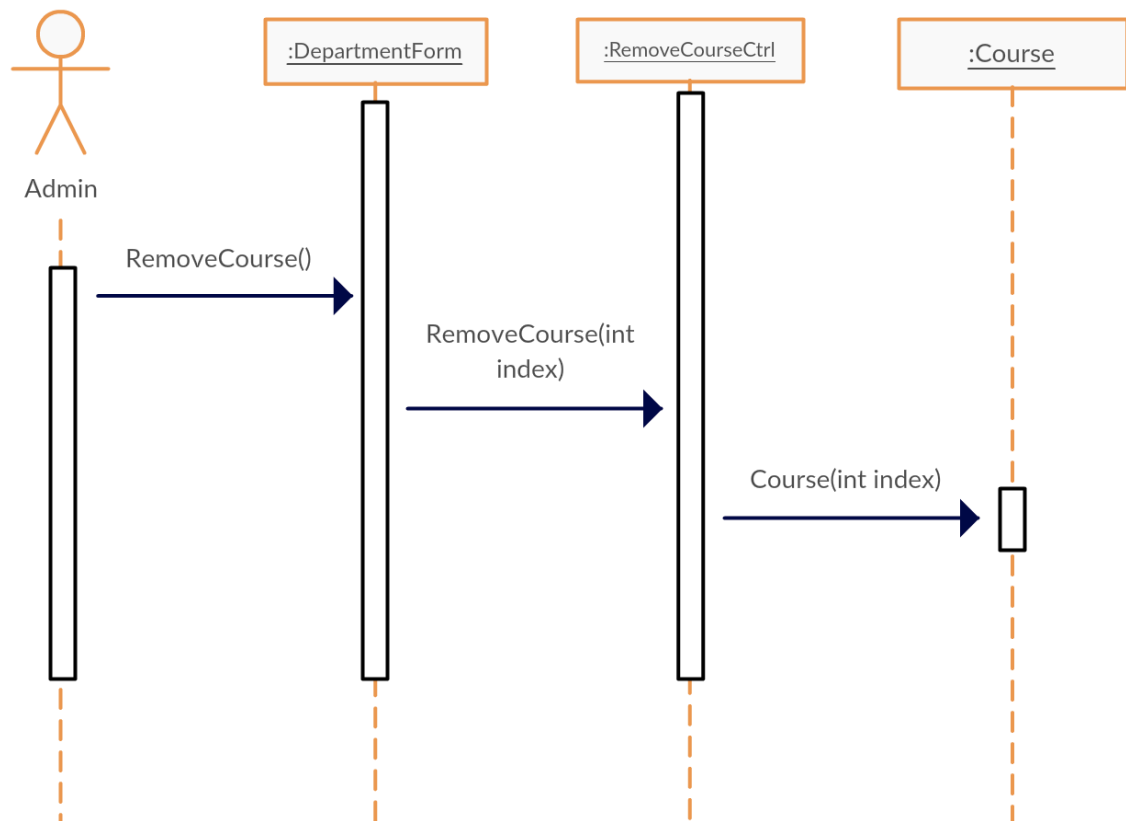 :DepartmentForm
:RemoveCourseCtrl
:Course
Admin
RemoveCourse()
RemoveCourse(int
index)
Course(int index)